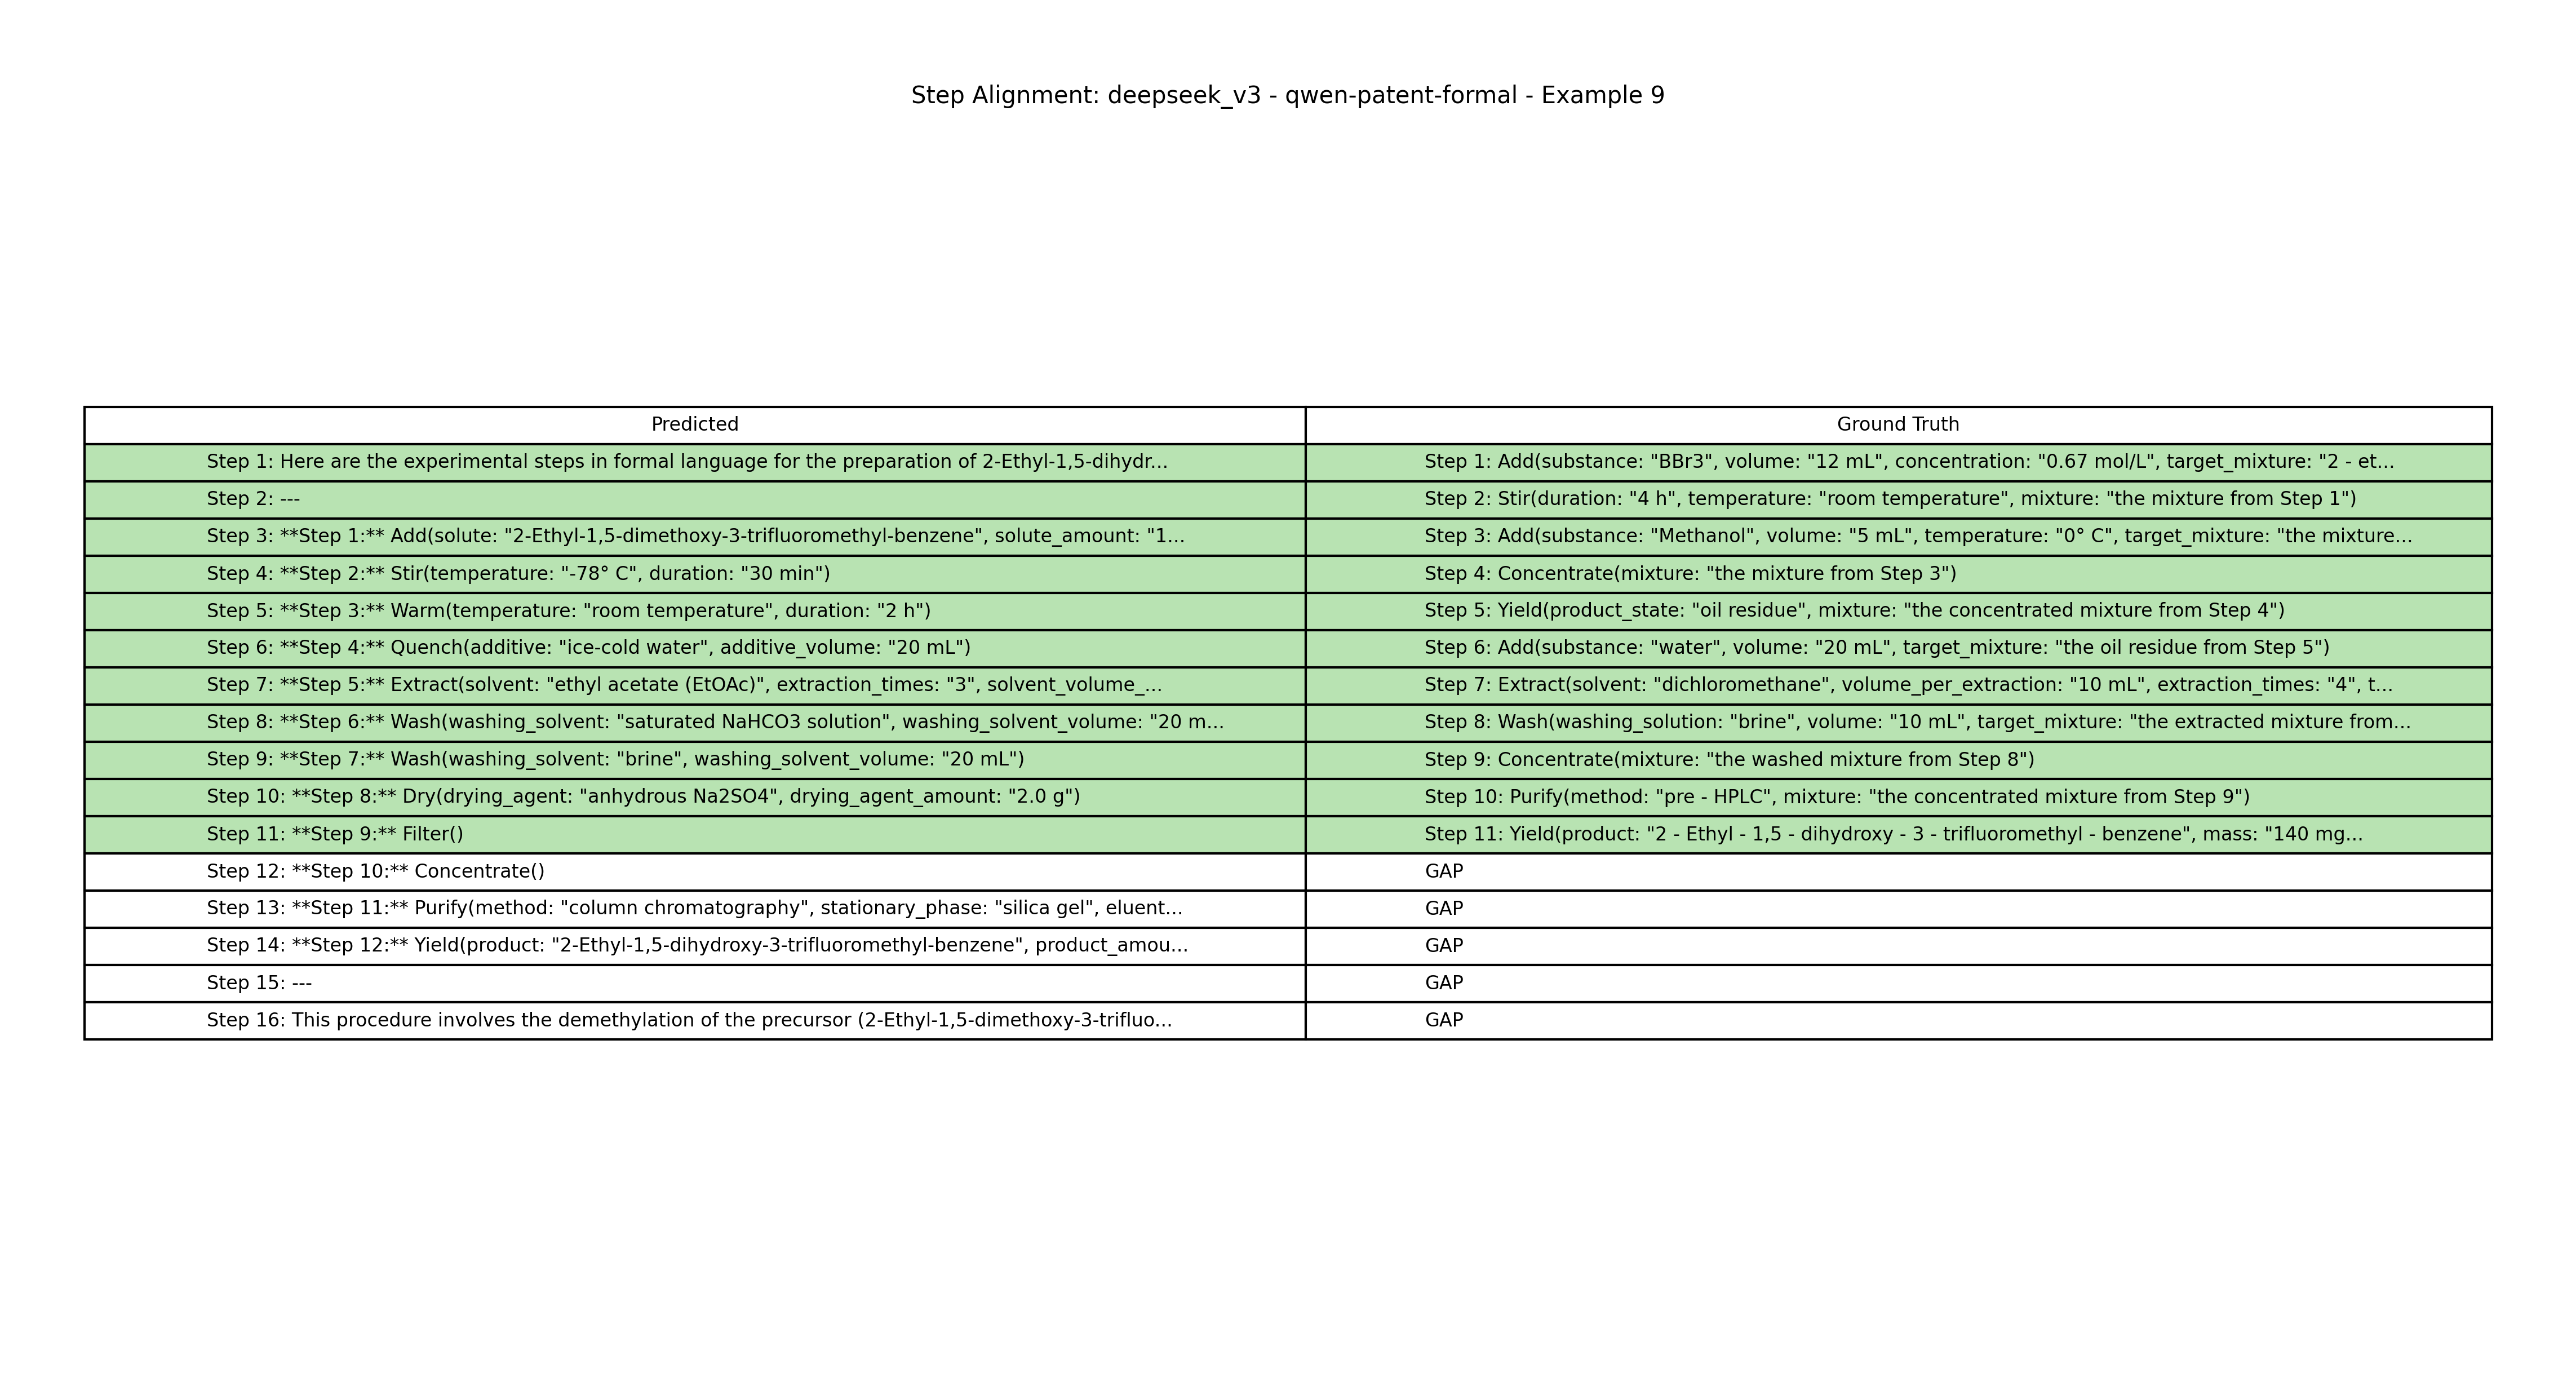 Step Alignment: deepseek_v3 - qwen-patent-formal - Example 9
Predicted Ground Truth
Step 1: Here are the experimental steps in formal language for the preparation of 2-Ethyl-1,5-dihydr... Step 1: Add(substance: "BBr3", volume: "12 mL", concentration: "0.67 mol/L", target_mixture: "2 - et...
Step 2: --- Step 2: Stir(duration: "4 h", temperature: "room temperature", mixture: "the mixture from Step 1")
Step 3: **Step 1:** Add(solute: "2-Ethyl-1,5-dimethoxy-3-trifluoromethyl-benzene", solute_amount: "1... Step 3: Add(substance: "Methanol", volume: "5 mL", temperature: "0° C", target_mixture: "the mixture...
Step 4: **Step 2:** Stir(temperature: "-78° C", duration: "30 min") Step 4: Concentrate(mixture: "the mixture from Step 3")
Step 5: **Step 3:** Warm(temperature: "room temperature", duration: "2 h") Step 5: Yield(product_state: "oil residue", mixture: "the concentrated mixture from Step 4")
Step 6: **Step 4:** Quench(additive: "ice-cold water", additive_volume: "20 mL") Step 6: Add(substance: "water", volume: "20 mL", target_mixture: "the oil residue from Step 5")
Step 7: **Step 5:** Extract(solvent: "ethyl acetate (EtOAc)", extraction_times: "3", solvent_volume_... Step 7: Extract(solvent: "dichloromethane", volume_per_extraction: "10 mL", extraction_times: "4", t...
Step 8: **Step 6:** Wash(washing_solvent: "saturated NaHCO3 solution", washing_solvent_volume: "20 m... Step 8: Wash(washing_solution: "brine", volume: "10 mL", target_mixture: "the extracted mixture from...
Step 9: **Step 7:** Wash(washing_solvent: "brine", washing_solvent_volume: "20 mL") Step 9: Concentrate(mixture: "the washed mixture from Step 8")
Step 10: **Step 8:** Dry(drying_agent: "anhydrous Na2SO4", drying_agent_amount: "2.0 g") Step 10: Purify(method: "pre - HPLC", mixture: "the concentrated mixture from Step 9")
Step 11: **Step 9:** Filter() Step 11: Yield(product: "2 - Ethyl - 1,5 - dihydroxy - 3 - trifluoromethyl - benzene", mass: "140 mg...
Step 12: **Step 10:** Concentrate() GAP
Step 13: **Step 11:** Purify(method: "column chromatography", stationary_phase: "silica gel", eluent... GAP
Step 14: **Step 12:** Yield(product: "2-Ethyl-1,5-dihydroxy-3-trifluoromethyl-benzene", product_amou... GAP
Step 15: --- GAP
Step 16: This procedure involves the demethylation of the precursor (2-Ethyl-1,5-dimethoxy-3-trifluo... GAP